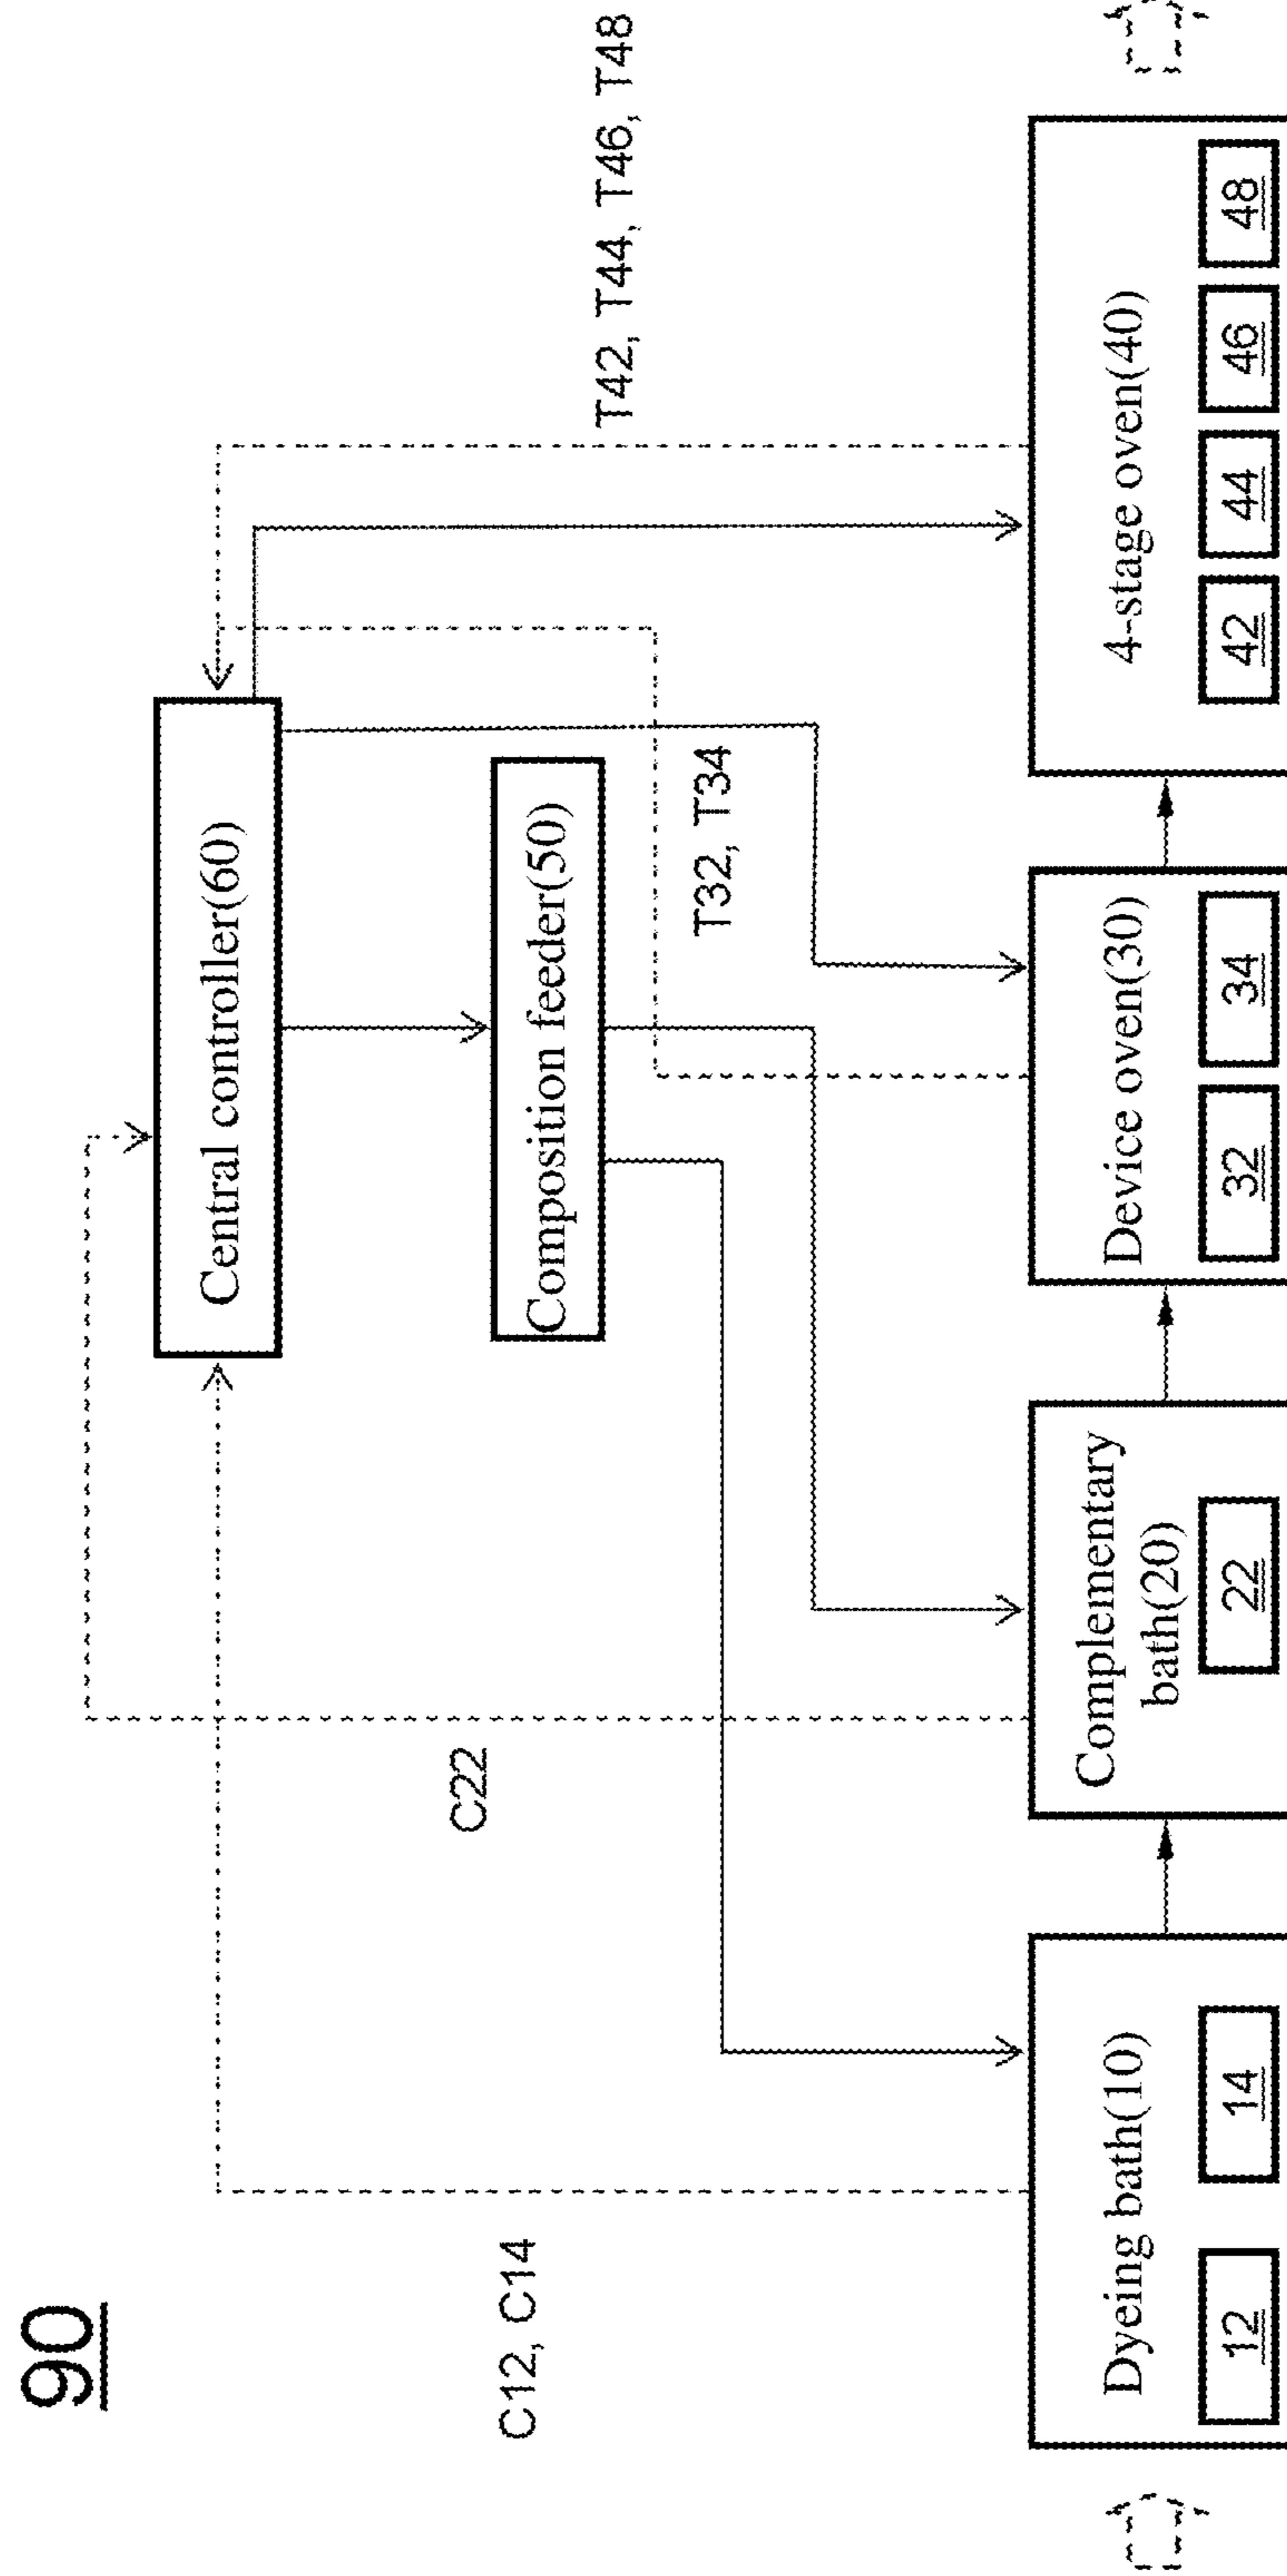 90
Central controller(60)
Composition feeder(50)
C22
C12, C14
T42, T44, T46, T48
T32, T34
Dyeing bath(10)
12
14
Complementary
bath(20)
22
Device oven(30)
32
34
4-stage oven(40)
42
44
46
48